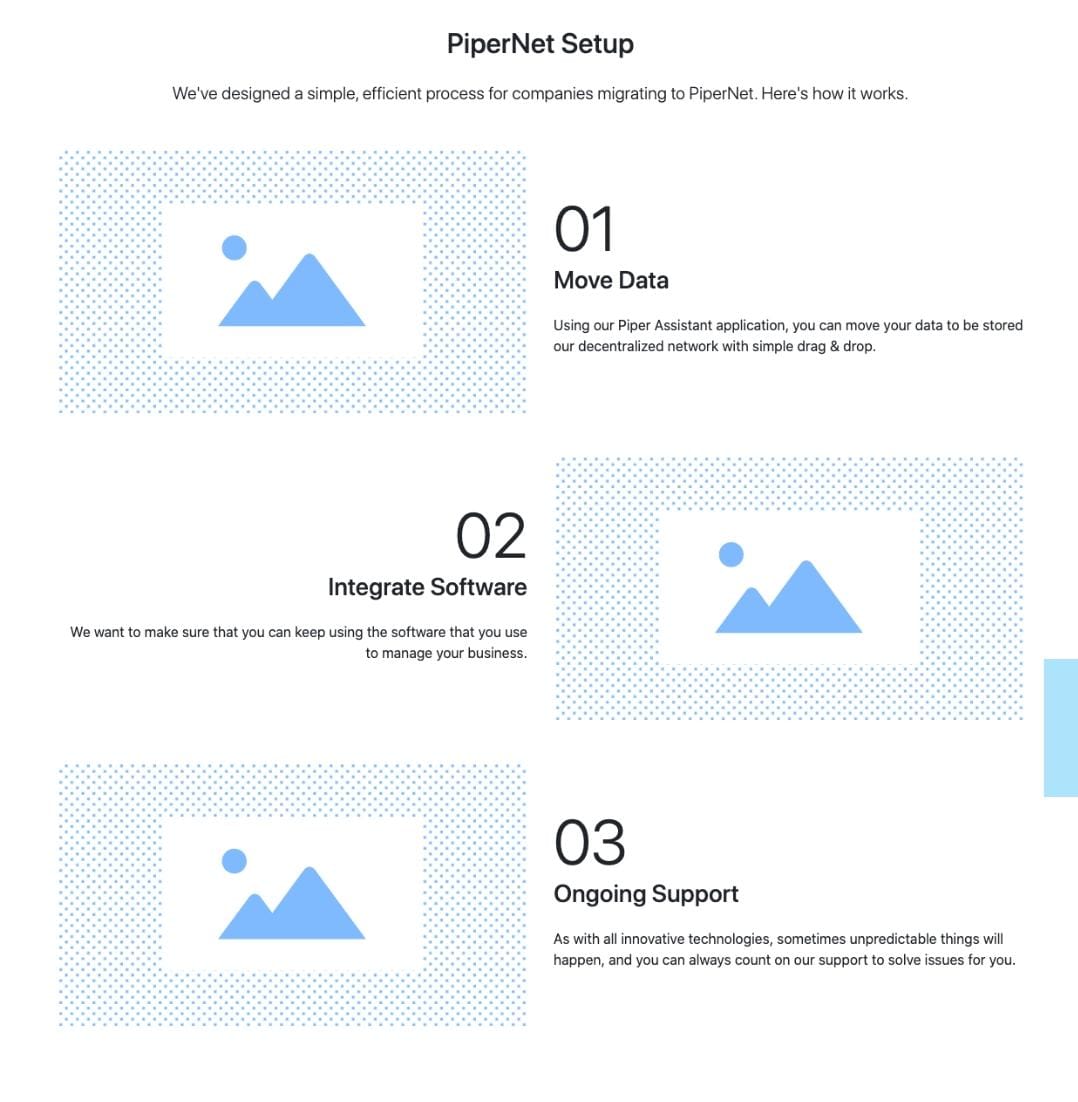 PiperNet Setup
We've designed a simple, efficient process for companies migrating to PiperNet. Here's how it works.
01
Move Data
Using our Piper Assistant application, you can move your data to be stored
our decentralized network with simple drag & drop.
02
Integrate Software
We want to make sure that you can keep using the software that you use
to manage your business.
03
Ongoing Support
As with all innovative technologies, sometimes unpredictable things will
happen, and you can always count on our support to solve issues for you.